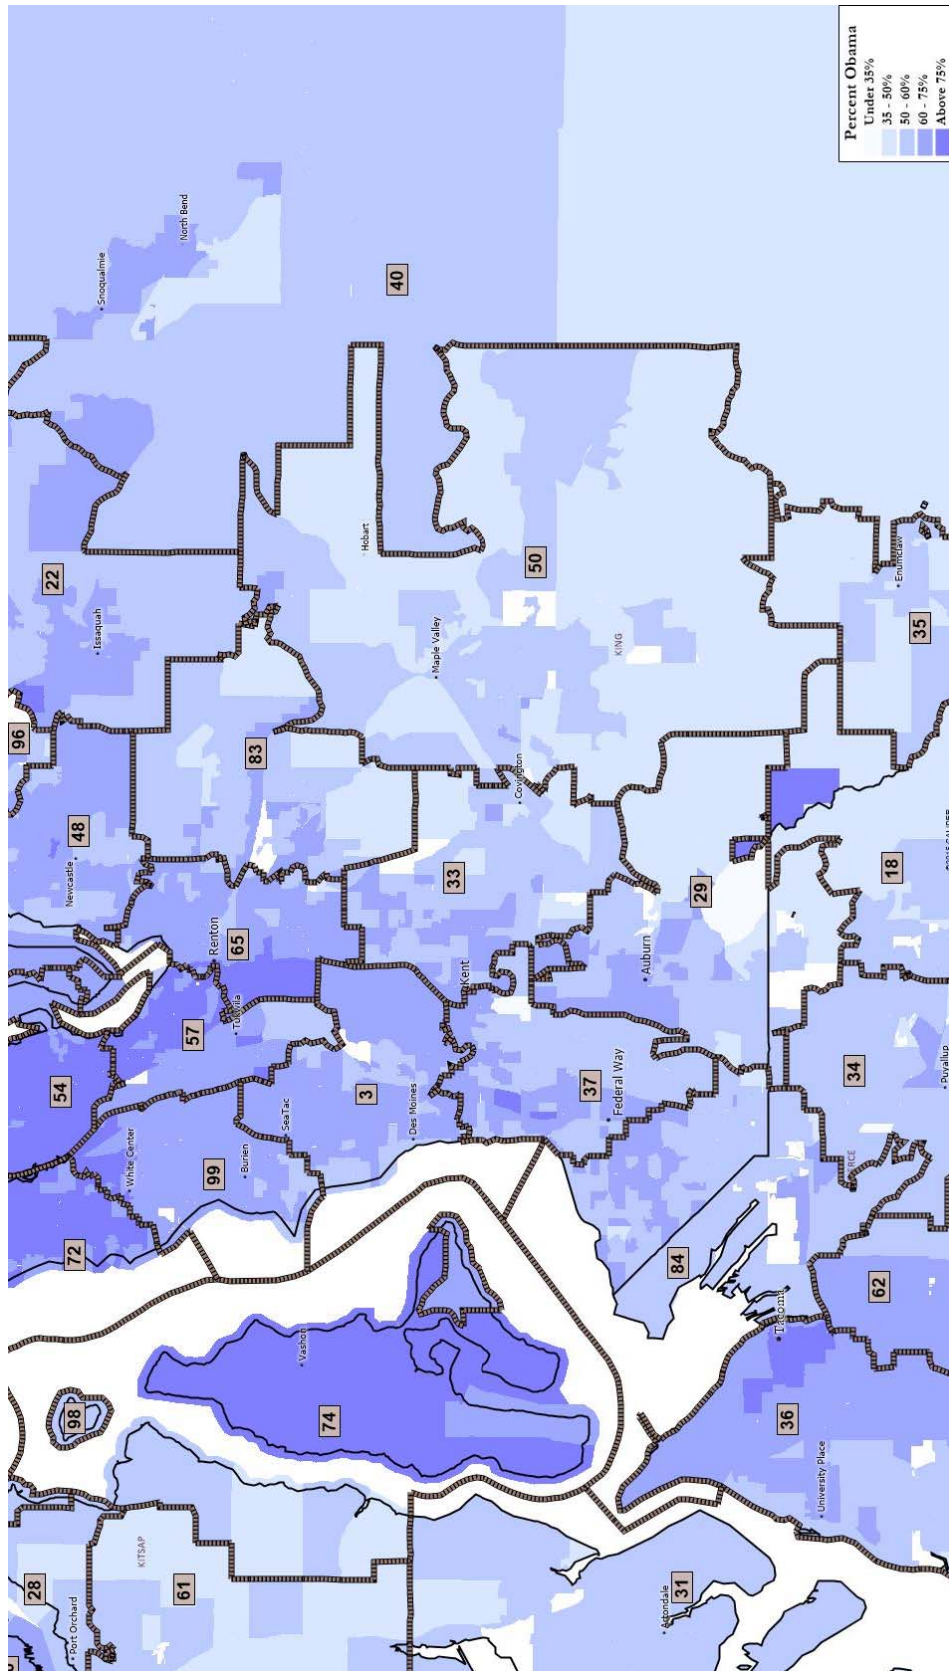 96
28
22
54
Port Orchard
98
72
Newcastle
48
Issaquah
Snoqualmie
White Center
KITSAP
61
North Bend
57
99
Renton
65
Tukwila
Burien
83
SeaTac
Vashon
74
3
Hobart
40
Des Moines
Maple Valley
33
Kent
Covington
50
37
Federal Way
KING
Auburn
Artondale
31
84
29
Tacoma
36
University Place
34
62
18
Enumclaw
35
Puyallup
Percent Obama
Under 35%
35 - 50%
50 - 60%
60 - 75%
Above 75%